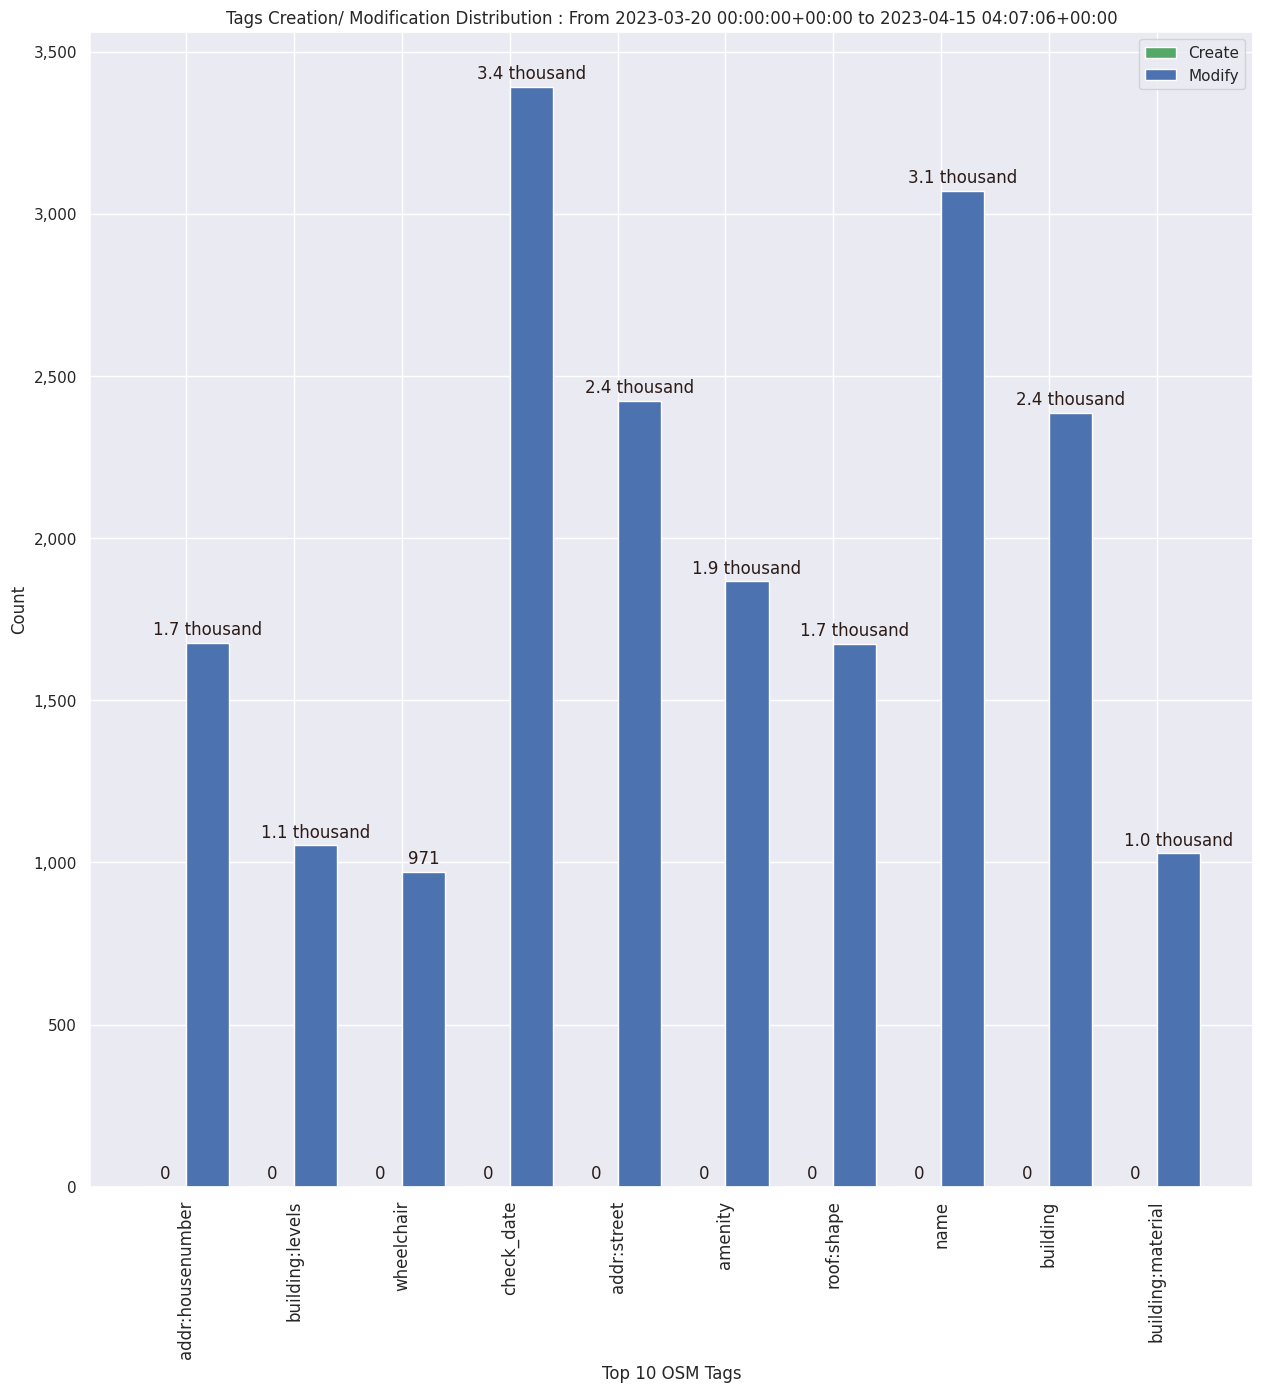 Tags Creation/ Modification Distribution : From 2023-03-20 00:00:00+00:00 to 2023-04-15 04:07:06+00:00
Create
Modify
3,500
3,000
2,500
2,000
1,500
1,000
500
0
Count
1.7 thousand
1.1 thousand
971
3.4 thousand
2.4 thousand
1.9 thousand
1.7 thousand
3.1 thousand
2.4 thousand
1.0 thousand
0
0
0
0
0
0
0
0
0
0
addr:housenumber
building:levels
wheelchair
check_date
addr:street
amenity
roof:shape
name
building
building:material
Top 10 OSM Tags